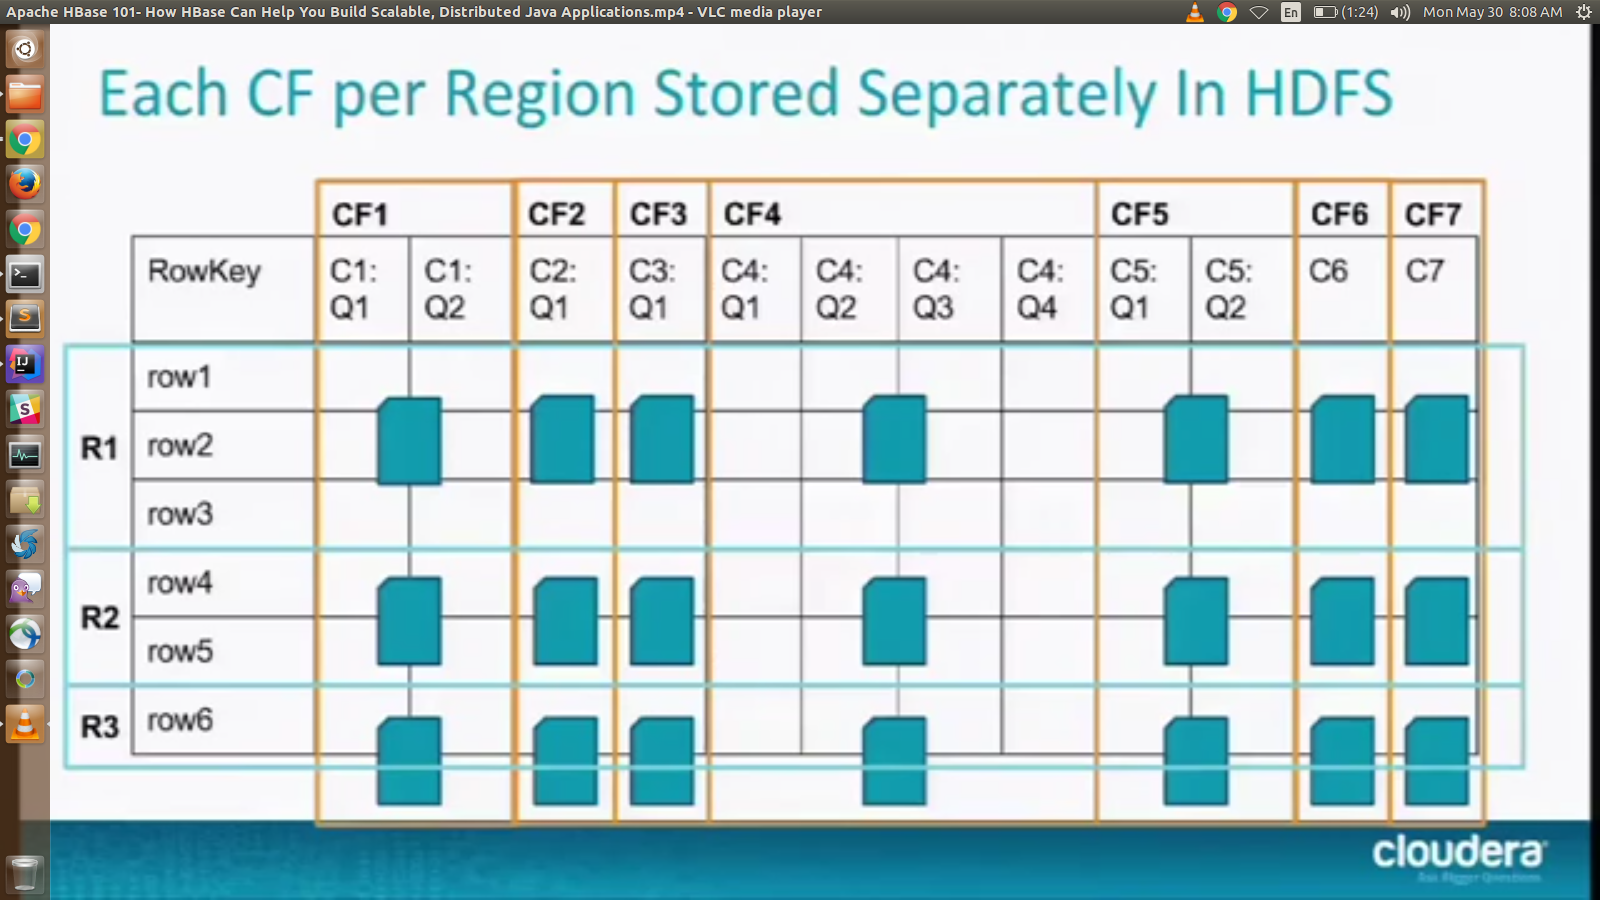 Apache HBase 101- How HBase Can Help You Build Scalable, Distributed Java Applications.mp4 - VLC media player
En
(1:24)
Mon May 30 8:08 AM
Each CF per Region Stored Separately In HDFS
CF1 CF2 CF3 CF4 CF5 CF6 CF7
RowKey C1: C1: C2: C3: C4: C4: C4: C4: C5: C5: C6 C7
Q1 Q2 Q1 Q1 Q1 Q2 Q3 Q4 Q1 Q2
row1
R1 row2
row3
row4
R2
row5
R3 row6
cloudera
Ask Bigger Questions